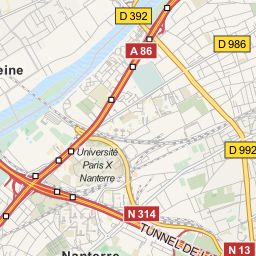 D 392
A 86
D 986
eine
D 992
Université
Paris X
Nanterre
N 314
TUNNEL DE
N 13
Nanterre